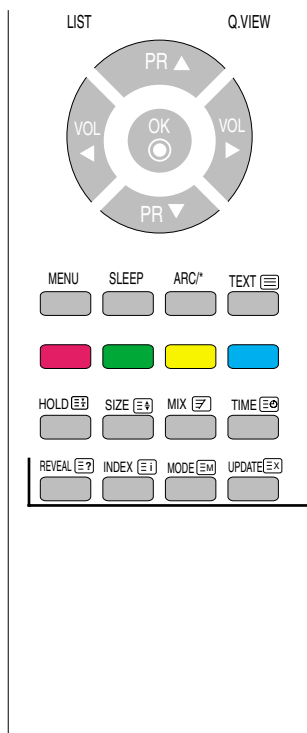 LIST Q.VIEW
PR ▲
VOL OK VOL
◀ ▶
PR ▼
MENU SLEEP ARC/* TEXT
HOLD SIZE MIX TIME
REVEAL ? INDEX i MODE M UPDATE X